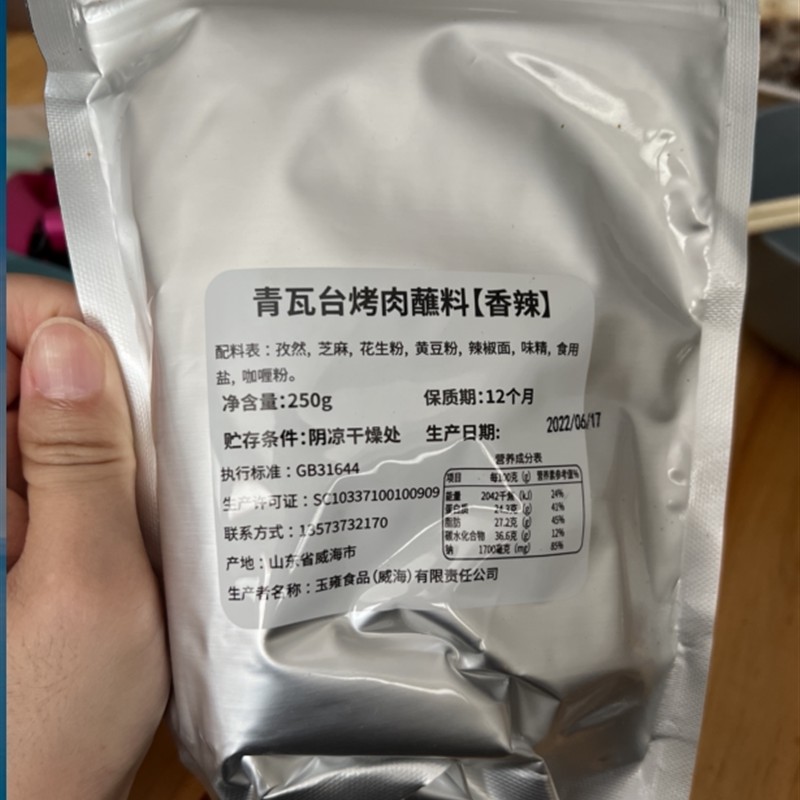 青瓦台烤肉蘸料【香辣】
配料表：孜然，芝麻，花生粉，黄豆粉，辣椒面，味精，食用
盐，咖喱粉。
净含量：250g 保质期：12个月
贮存条件：阴凉干燥处 生产日期： 2022/06/17
执行标准：GB31644
生产许可证：SC10337100100909
联系方式：13573732170
产地：山东省威海市
生产者名称：玉雍食品（威海）有限责任公司
营养成分表
项目 每100克（g） 营养素参考值%
能量 2042千焦（kJ） 24%
蛋白质 24.3克（g） 41%
脂肪 27.2克（g） 45%
碳水化合物 36.6克（g） 12%
钠 1700毫克（mg） 85%